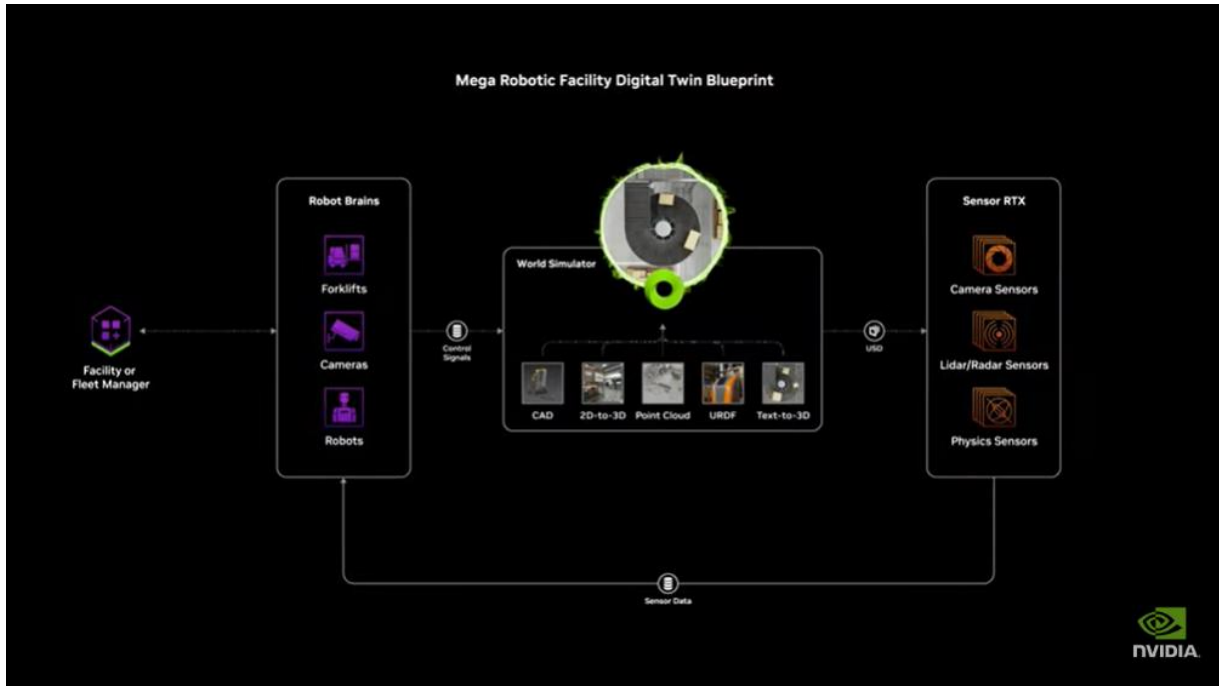 Mega Robotic Facility Digital Twin Blueprint
Robot Brains
Forklifts
Cameras
Robots
Facility or
Fleet Manager
Control
Signals
World Simulator
CAD
2D-to-3D
Point Cloud
URDF
Text-to-3D
USD
Sensor RTX
Camera Sensors
Lidar/Radar Sensors
Physics Sensors
Sensor Data
NVIDIA.